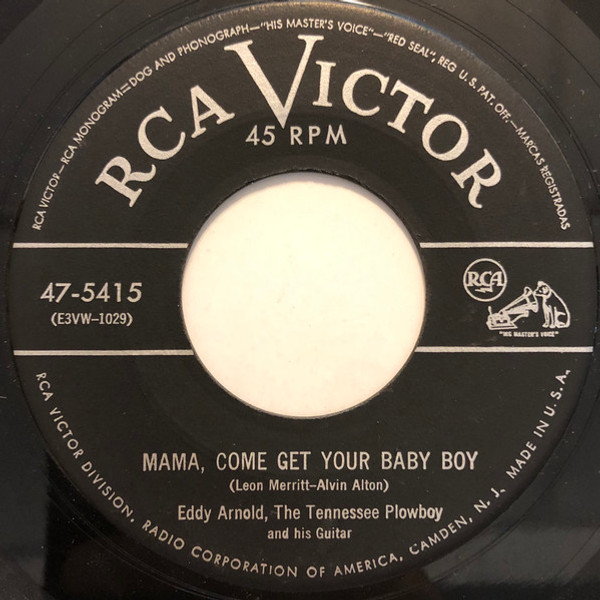 RCA VICTOR—RCA MONOGRAM=DOG AND PHONOGRAPH—"HIS MASTER'S VOICE"—"RED SEAL", REG U. S. PAT. OFF.—MARCAS REGISTRADAS
RCA VICTOR
45 RPM
47-5415
(E3VW-1029)
RCA
"HIS MASTER'S VOICE"
MAMA, COME GET YOUR BABY BOY
(Leon Merritt-Alvin Alton)
Eddy Arnold, The Tennessee Plowboy
and his Guitar
RCA VICTOR DIVISION, RADIO CORPORATION OF AMERICA, CAMDEN, N. J. MADE IN U. S. A.